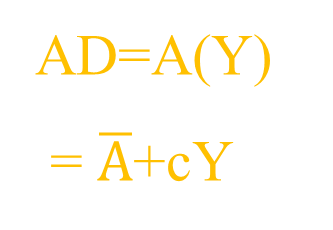 AD=A(Y)
= A̅+cY